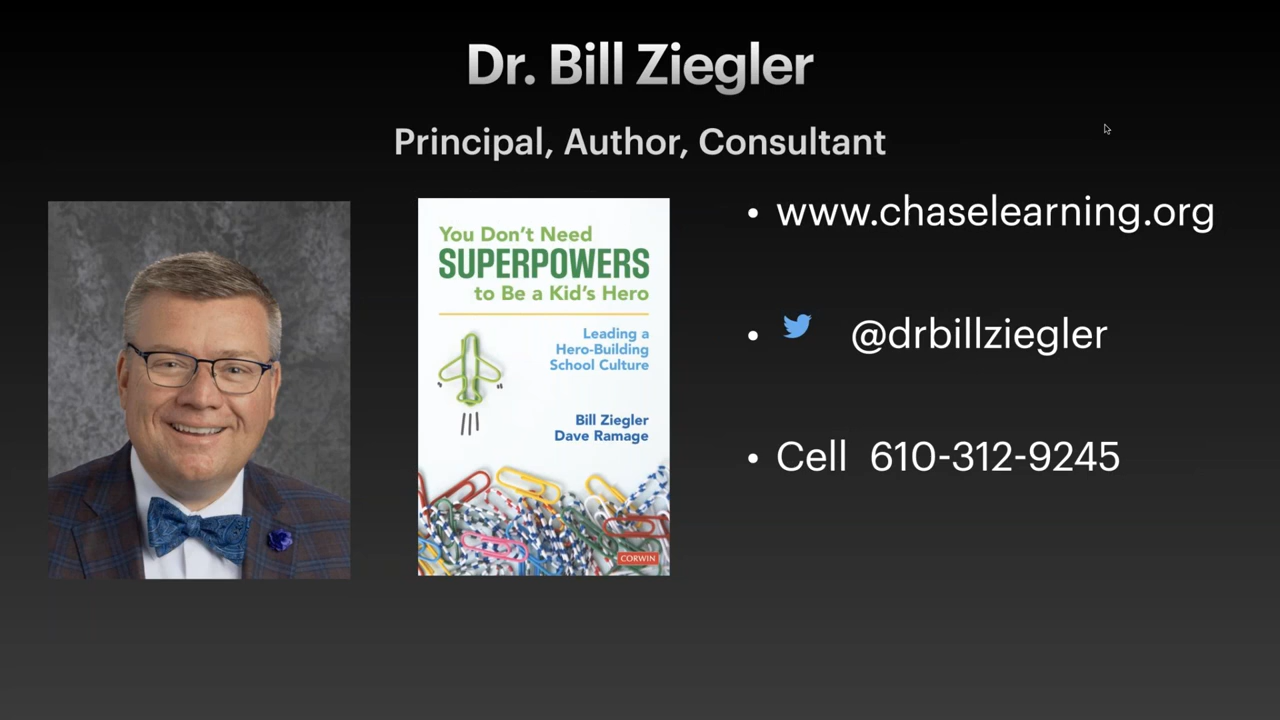 Dr. Bill Ziegler
Principal, Author, Consultant
You Don't Need
SUPERPOWERS
to Be a Kid's Hero
Leading a
Hero-Building
School Culture
Bill Ziegler
Dave Ramage
CORWIN
• www.chaselearning.org
• @drbillziegler
• Cell 610-312-9245